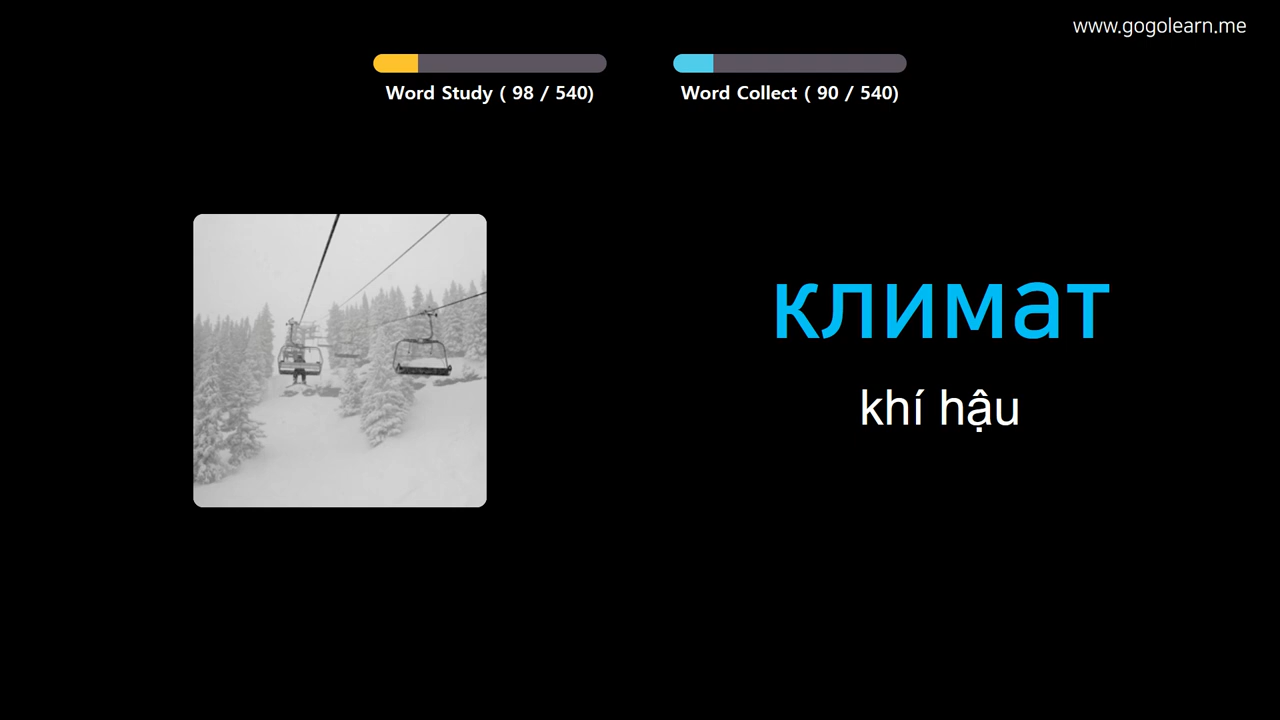 www.gogolearn.me
Word Study ( 98 / 540)
Word Collect ( 90 / 540)
климат
khí hậu